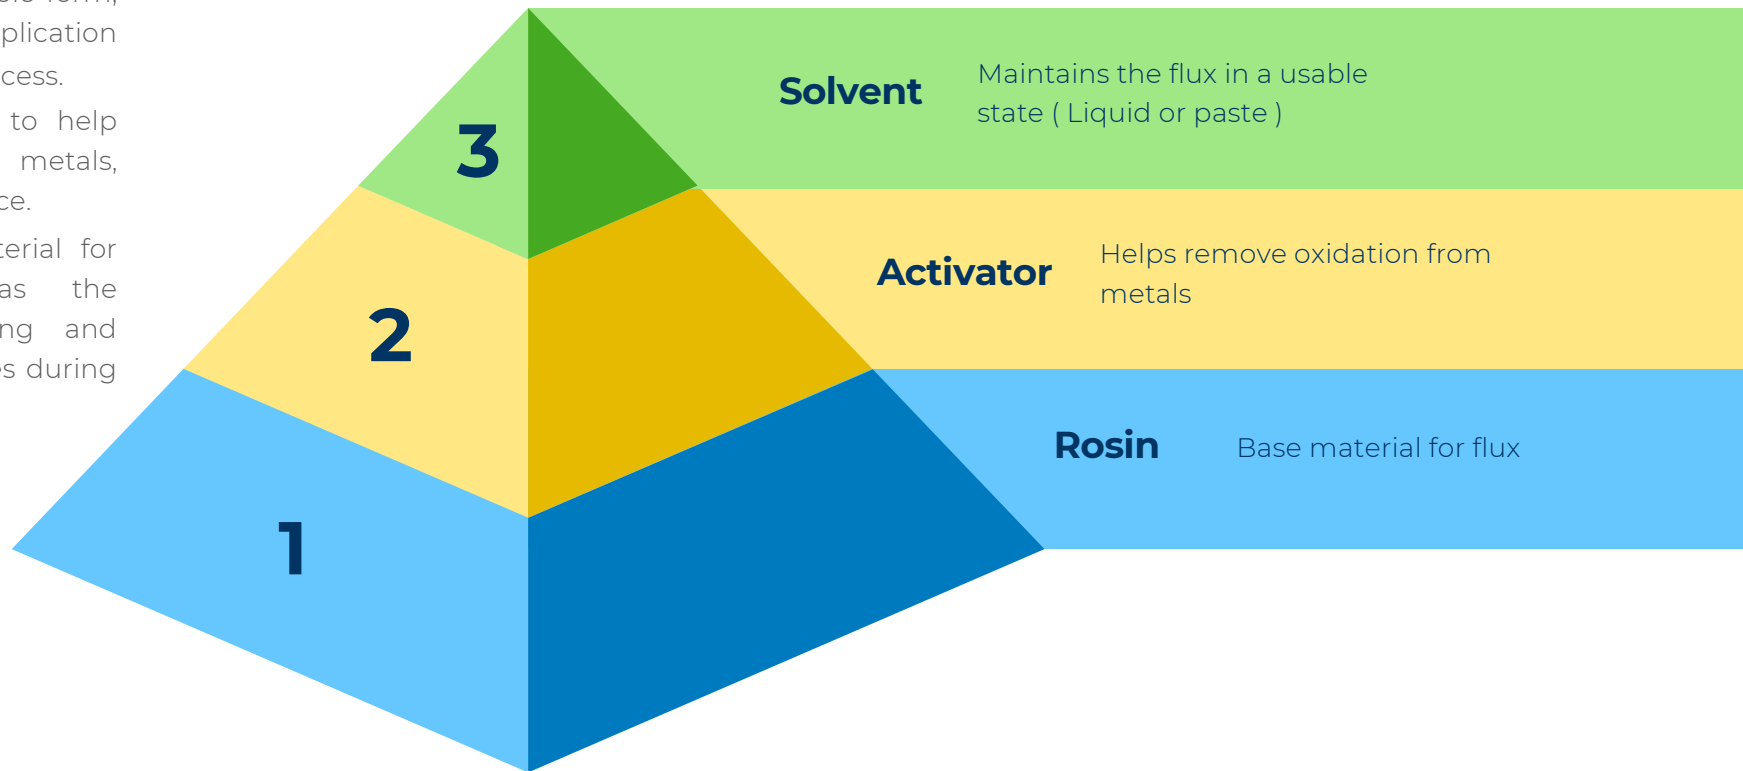 plication
cess.
to help
metals,
ce.
terial for
as the
ng and
es during
3
Solvent
Maintains the flux in a usable
state ( Liquid or paste )
2
Activator
Helps remove oxidation from
metals
1
Rosin
Base material for flux